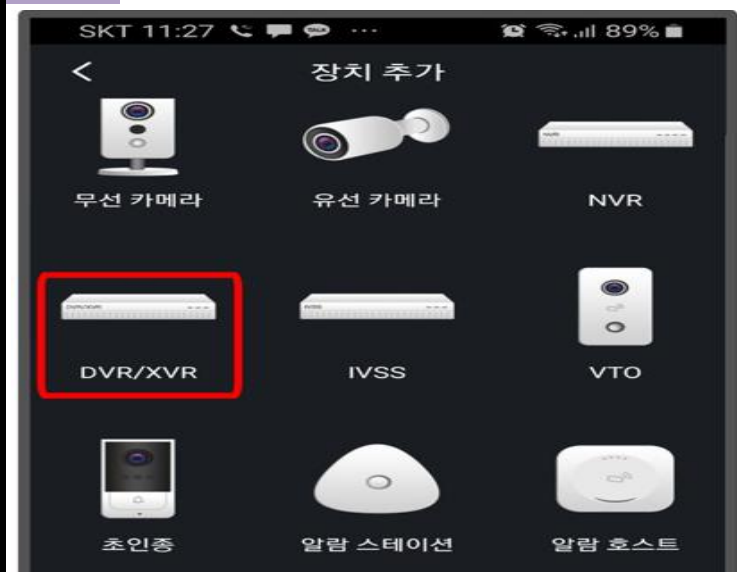 SKT 11:27 ... 89%
< 장치 추가
무선 카메라 유선 카메라 NVR
DVR/XVR IVSS VTO
초인종 알람 스테이션 알람 호스트